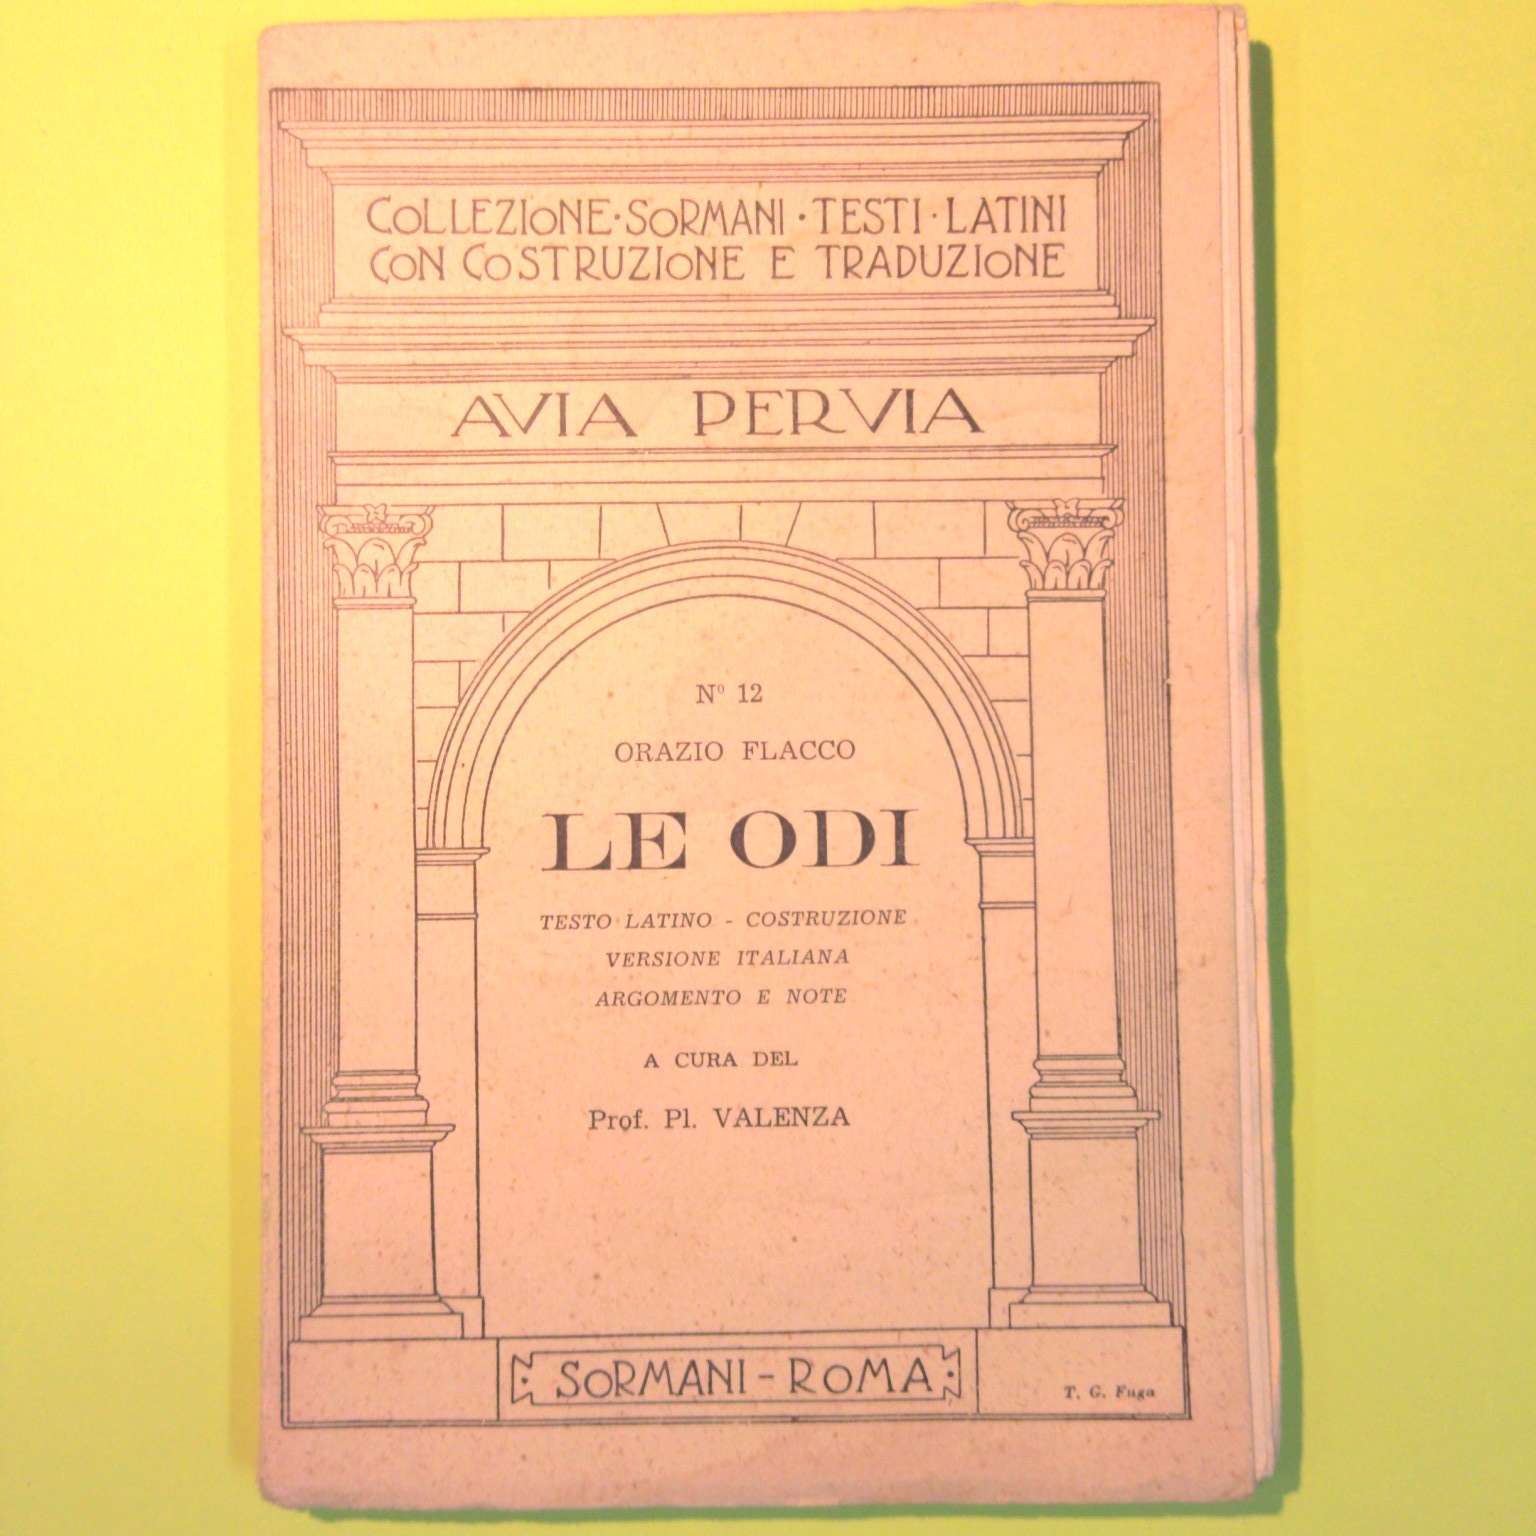 COLLEZIONE·SORMANI·TESTI·LATINI
CON COSTRUZIONE E TRADUZIONE
AVIA PERVIA
Nº 12
ORAZIO FLACCO
LE ODI
TESTO LATINO - COSTRUZIONE
VERSIONE ITALIANA
ARGOMENTO E NOTE
A CURA DEL
Prof. Pl. VALENZA
SORMANI-ROMA
T. G. Fuga